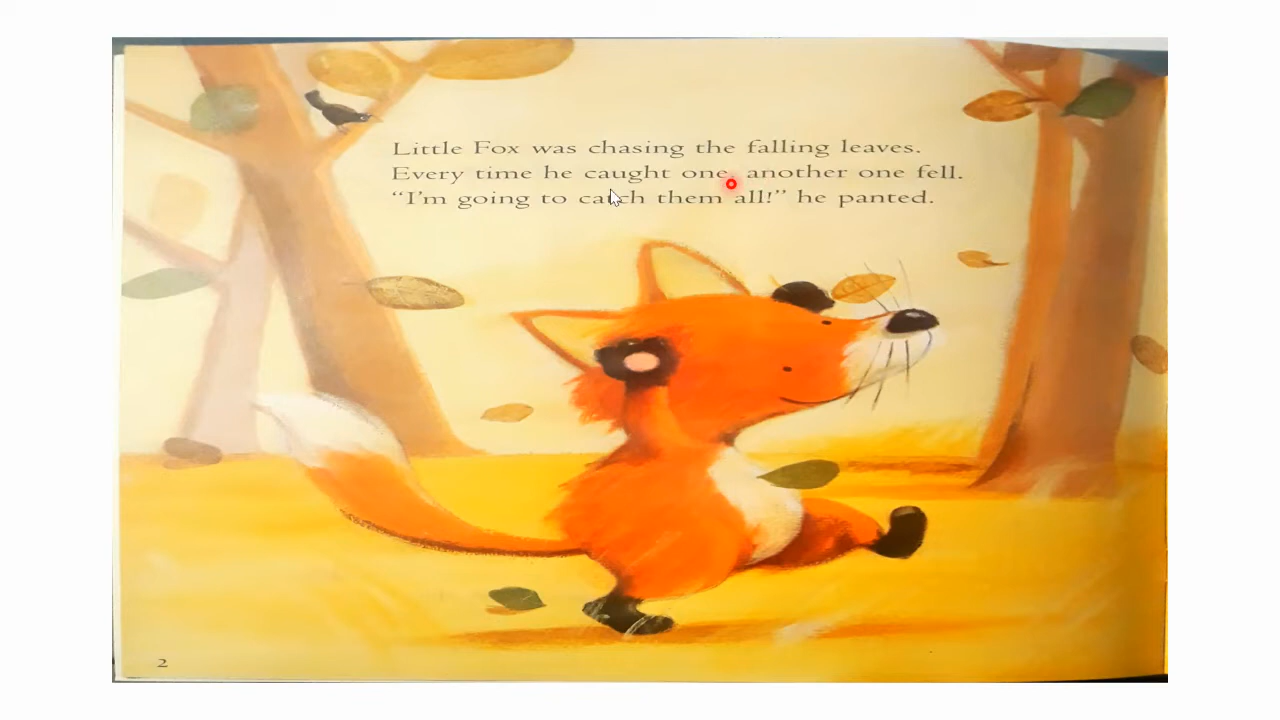 Little Fox was chasing the falling leaves.
Every time he caught one, another one fell.
“I’m going to catch them all!” he panted.
2